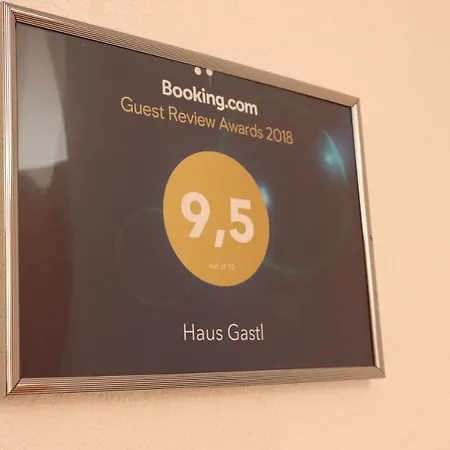 Booking.com
Guest Review Awards 2018
9,5
out of 10
Haus Gastl